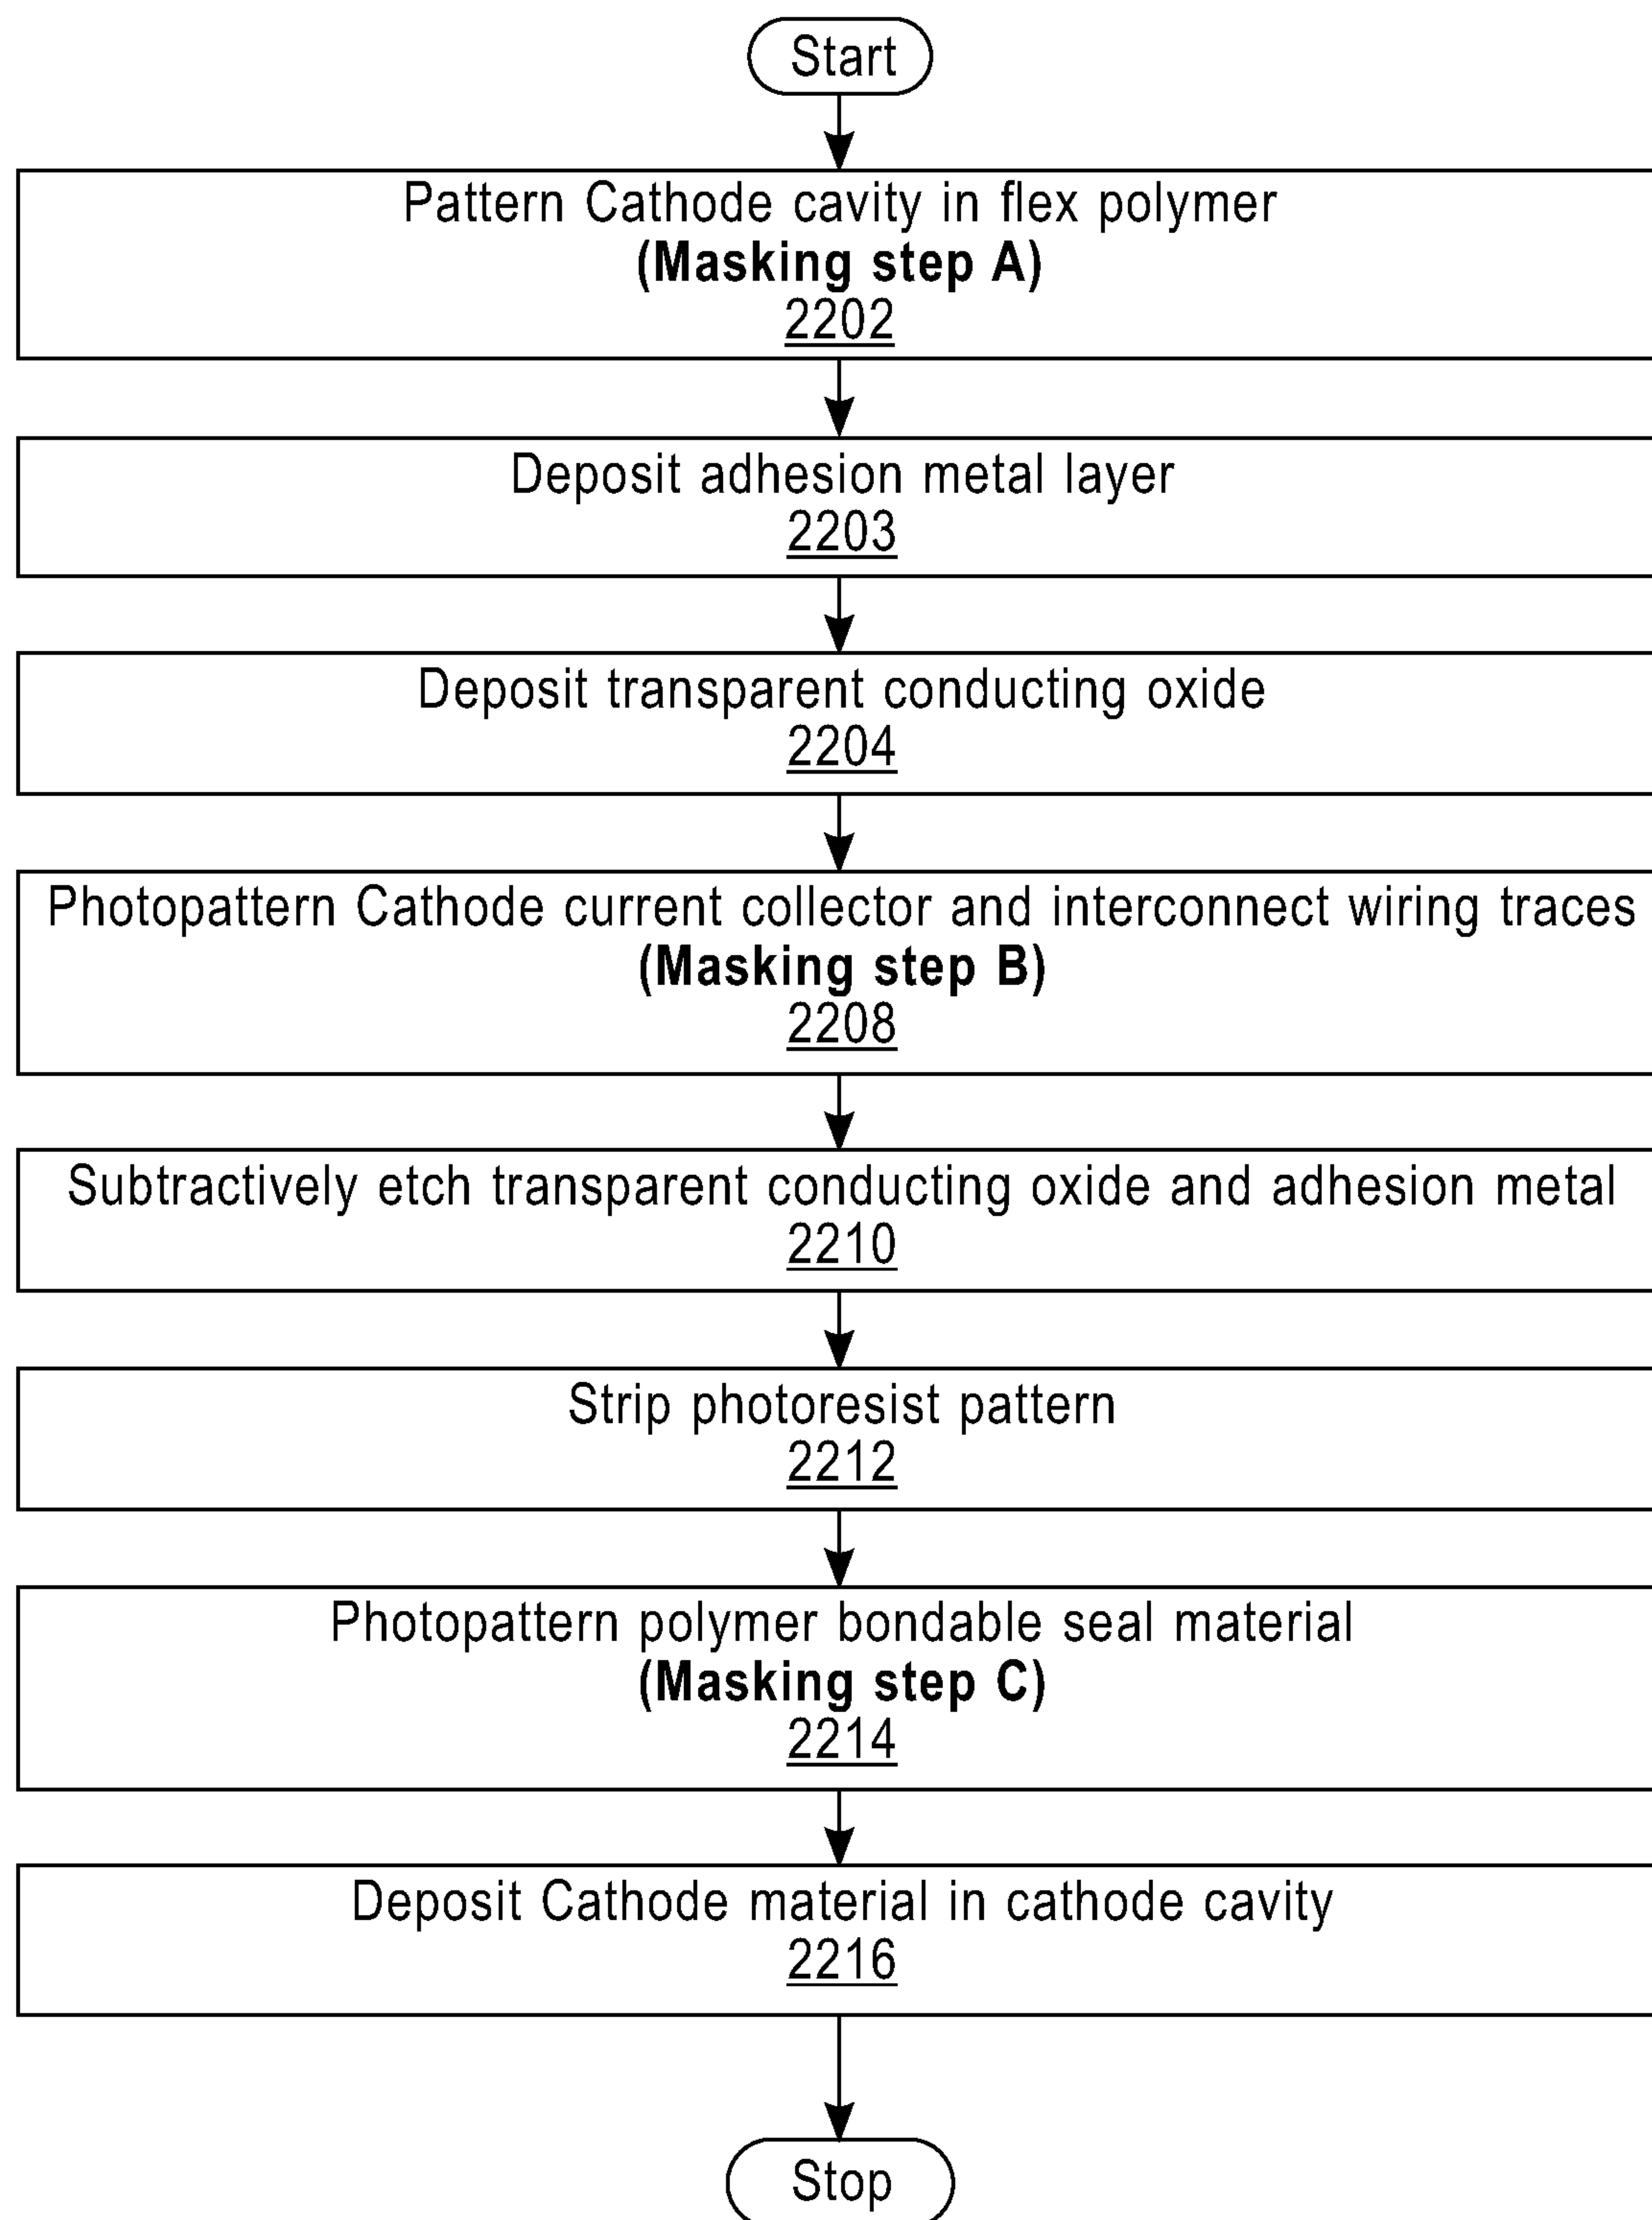 Start
Pattern Cathode cavity in flex polymer
(Masking step A)
2202
Deposit adhesion metal layer
2203
Deposit transparent conducting oxide
2204
Photopattern Cathode current collector and interconnect wiring traces
(Masking step B)
2208
Subtractively etch transparent conducting oxide and adhesion metal
2210
Strip photoresist pattern
2212
Photopattern polymer bondable seal material
(Masking step C)
2214
Deposit Cathode material in cathode cavity
2216
Stop